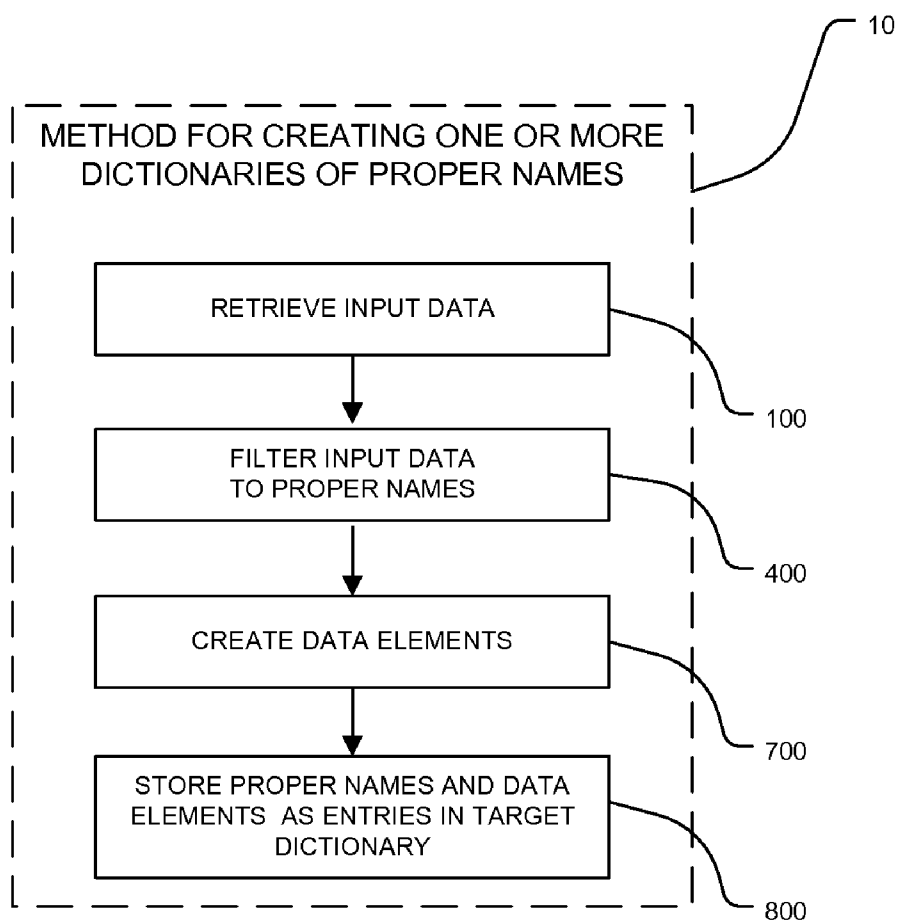 10
METHOD FOR CREATING ONE OR MORE
DICTIONARIES OF PROPER NAMES
RETRIEVE INPUT DATA
100
FILTER INPUT DATA
TO PROPER NAMES
400
CREATE DATA ELEMENTS
700
STORE PROPER NAMES AND DATA
ELEMENTS AS ENTRIES IN TARGET
DICTIONARY
800